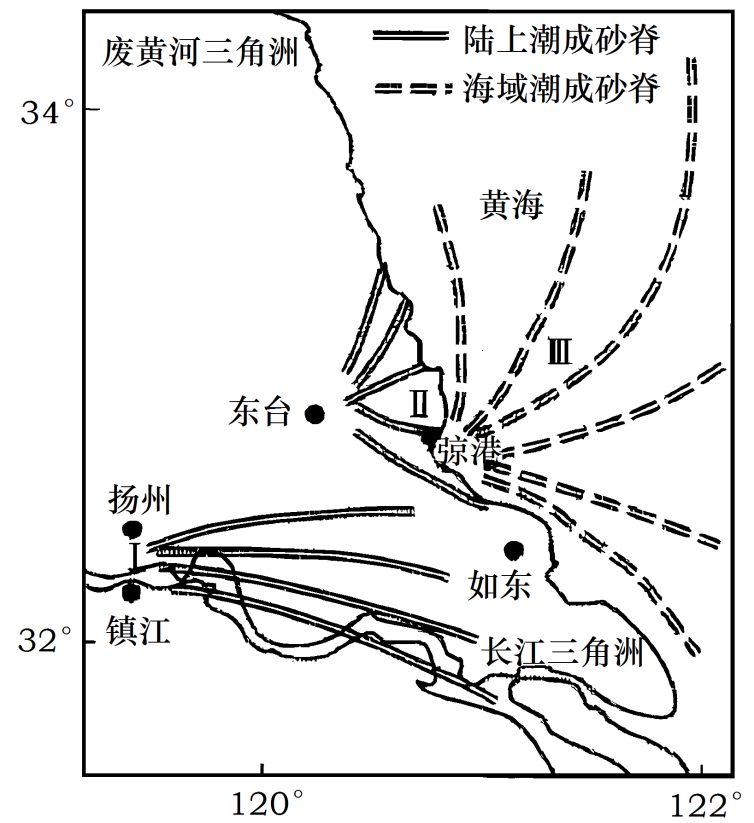 废黄河三角洲
陆上潮成砂脊
海域潮成砂脊
34°
黄海
Ⅲ
Ⅱ
东台
弶港
扬州
Ⅰ
如东
镇江
32°
长江三角洲
120°
122°